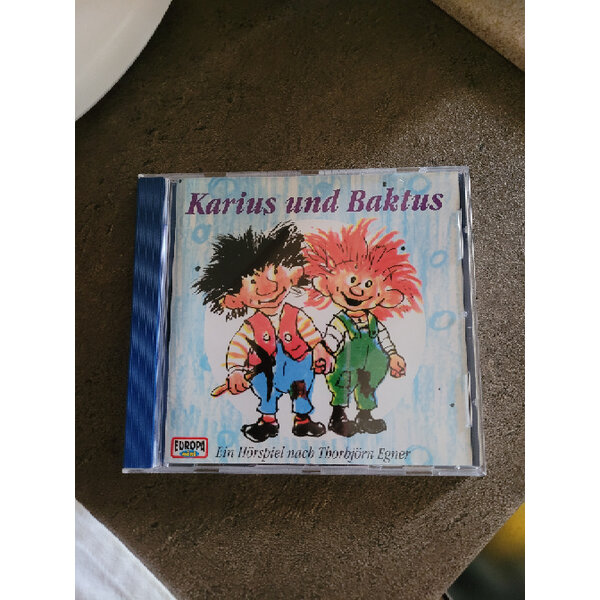 Karius und Baktus
EUROPA
Ein Hörspiel nach Thorbjörn Egner